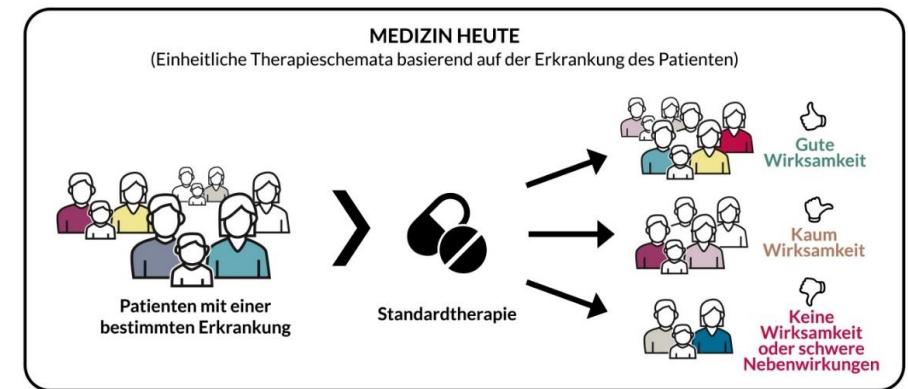 MEDIZIN HEUTE
(Einheitliche Therapieschemata basierend auf der Erkrankung des Patienten)
Patienten mit einer
bestimmten Erkrankung
Standardtherapie
Gute
Wirksamkeit
Kaum
Wirksamkeit
Keine
Wirksamkeit
oder schwere
Nebenwirkungen